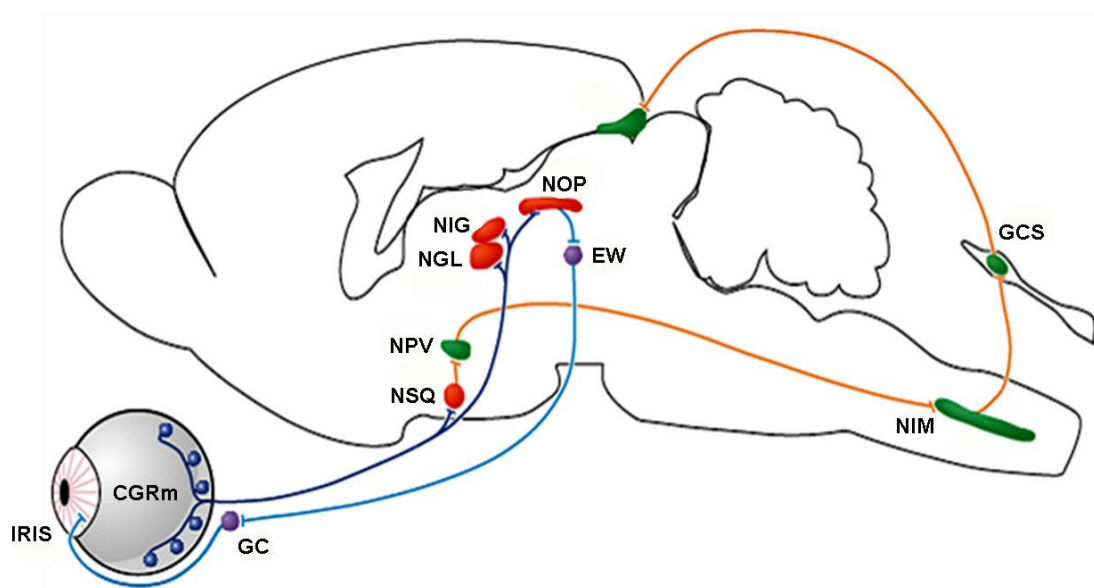 NOP
NIG
GCS
NGL
EW
NPV
NSQ
NIM
CGRm
IRIS
GC